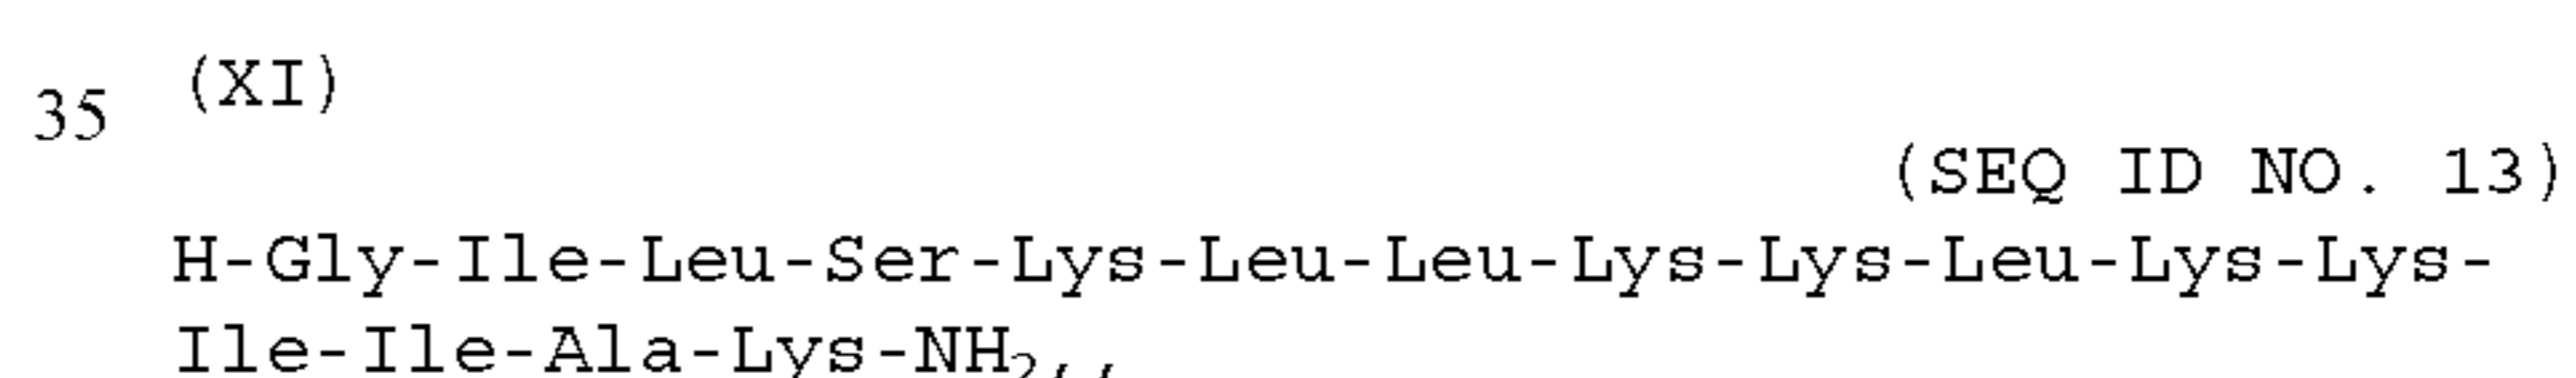 35 (XI)
(SEQ ID NO. 13)
H-Gly-Ile-Leu-Ser-Lys-Leu-Leu-Lys-Lys-Leu-Lys-Lys-
Ile-Ile-Ala-Lys-NH₂,,